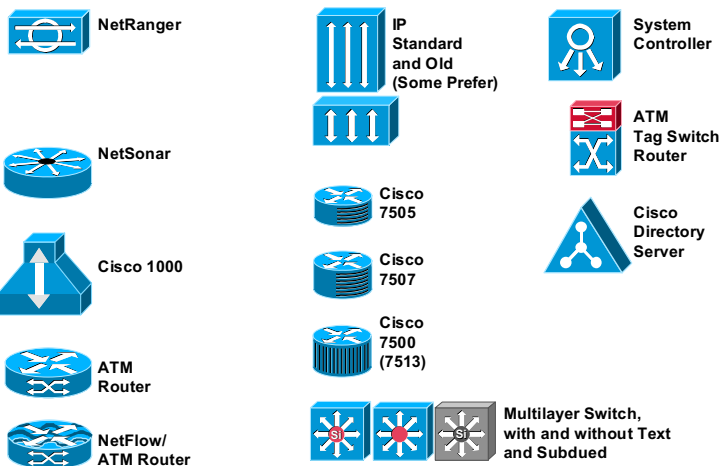 NetRanger
NetSonar
Cisco 1000
ATM
Router
NetFlow/
ATM Router
IP
Standard
and Old
(Some Prefer)
Cisco
7505
Cisco
7507
Cisco
7500
(7513)
Si
Si
Multilayer Switch,
with and without Text
and Subdued
System
Controller
ATM
Tag Switch
Router
Cisco
Directory
Server